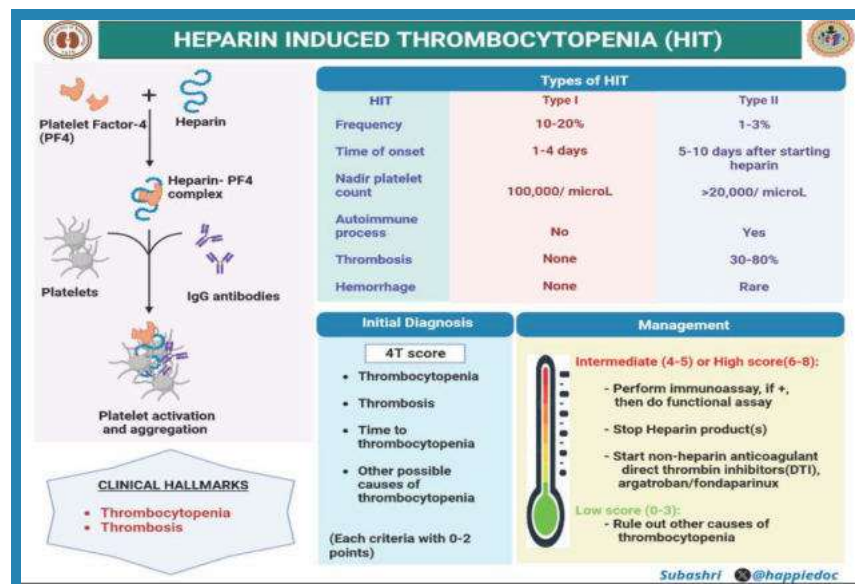 HEPARIN INDUCED THROMBOCYTOPENIA (HIT)
+
Platelet Factor-4
(PF4)
Heparin
Heparin- PF4
complex
Platelets
IgG antibodies
Platelet activation
and aggregation
CLINICAL HALLMARKS
• Thrombocytopenia
• Thrombosis
Types of HIT
HIT Type I Type II
Frequency 10-20% 1-3%
Time of onset 1-4 days 5-10 days after starting
heparin
Nadir platelet
count 100,000/ microL >20,000/ microL
Autoimmune
process No Yes
Thrombosis None 30-80%
Hemorrhage None Rare
Initial Diagnosis
4T score
• Thrombocytopenia
• Thrombosis
• Time to
thrombocytopenia
• Other possible
causes of
thrombocytopenia
(Each criteria with 0-2
points)
Management
Intermediate (4-5) or High score(6-8):
- Perform immunoassay, if +,
then do functional assay
- Stop Heparin product(s)
- Start non-heparin anticoagulant
direct thrombin inhibitors(DTI),
argatroban/fondaparinux
Low score (0-3):
- Rule out other causes of
thrombocytopenia
Subashri X @happiedoc